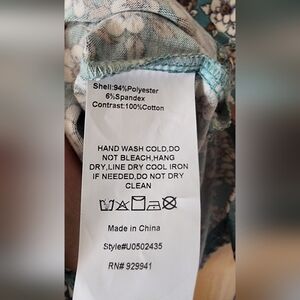 Shell:94%Polyester
6%Spandex
Contrast:100%Cotton
HAND WASH COLD,DO
NOT BLEACH,HANG
DRY,LINE DRY COOL IRON
IF NEEDED,DO NOT DRY
CLEAN
Made in China
Style#U0502435
RN# 929941